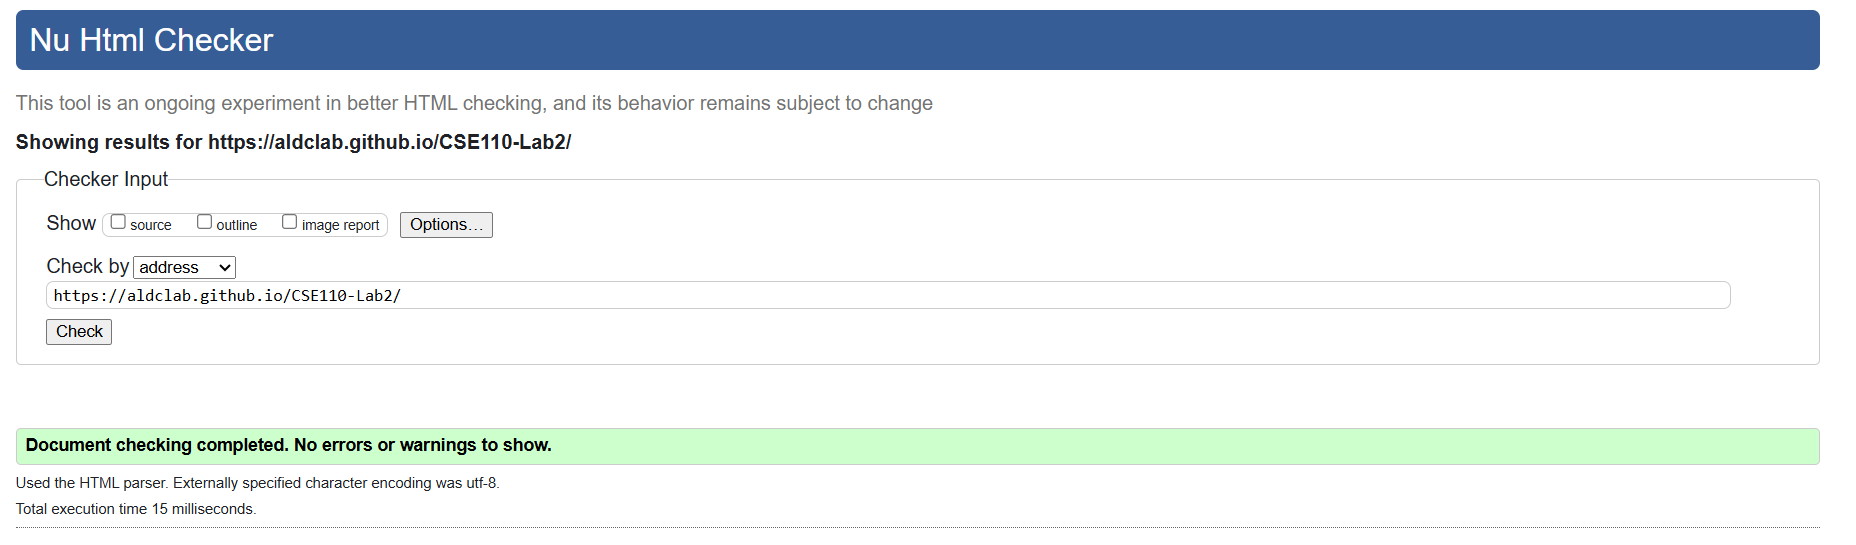 Nu Html Checker
This tool is an ongoing experiment in better HTML checking, and its behavior remains subject to change
Showing results for https://aldclab.github.io/CSE110-Lab2/
Checker Input
Show source outline image report Options…
Check by address
https://aldclab.github.io/CSE110-Lab2/
Check
Document checking completed. No errors or warnings to show.
Used the HTML parser. Externally specified character encoding was utf-8.
Total execution time 15 milliseconds.